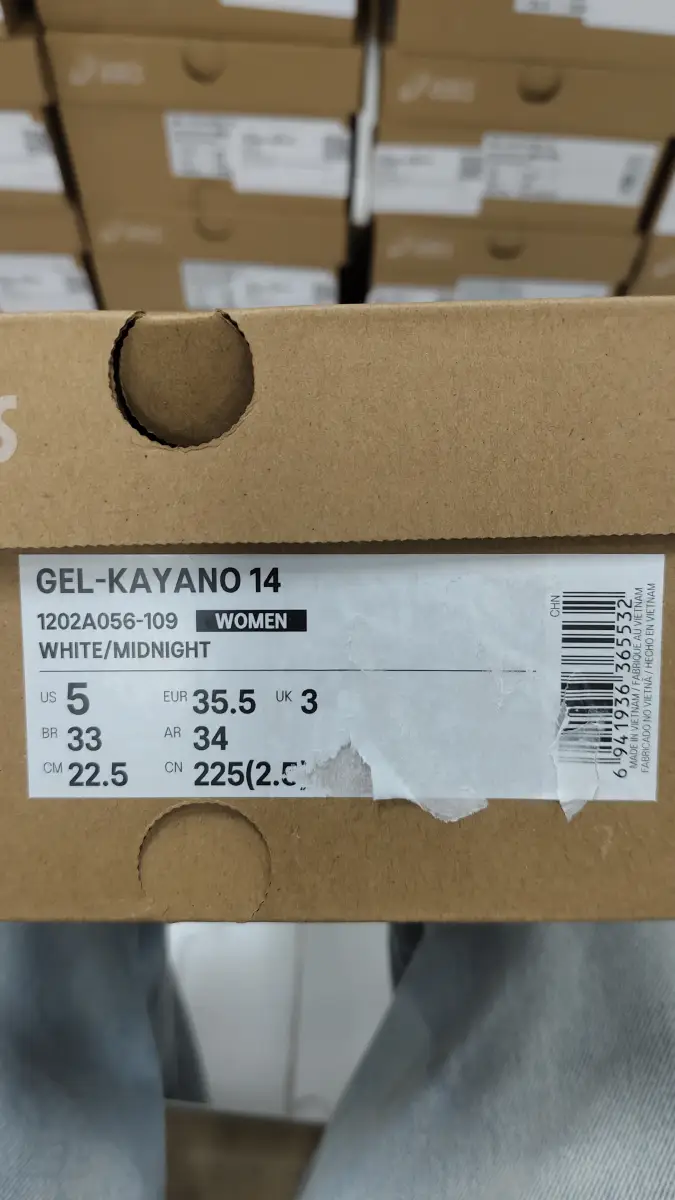 S
GEL-KAYANO 14
1202A056-109 WOMEN
WHITE/MIDNIGHT
US 5 EUR 35.5 UK 3
BR 33 AR 34
CM 22.5 CN 225(2.5)
CHN
6 941936 365532
MADE IN VIETNAM / FABRIQUÉ AU VIETNAM
FABRICADO NO VIETNÃ / HECHO EN VIETNAM